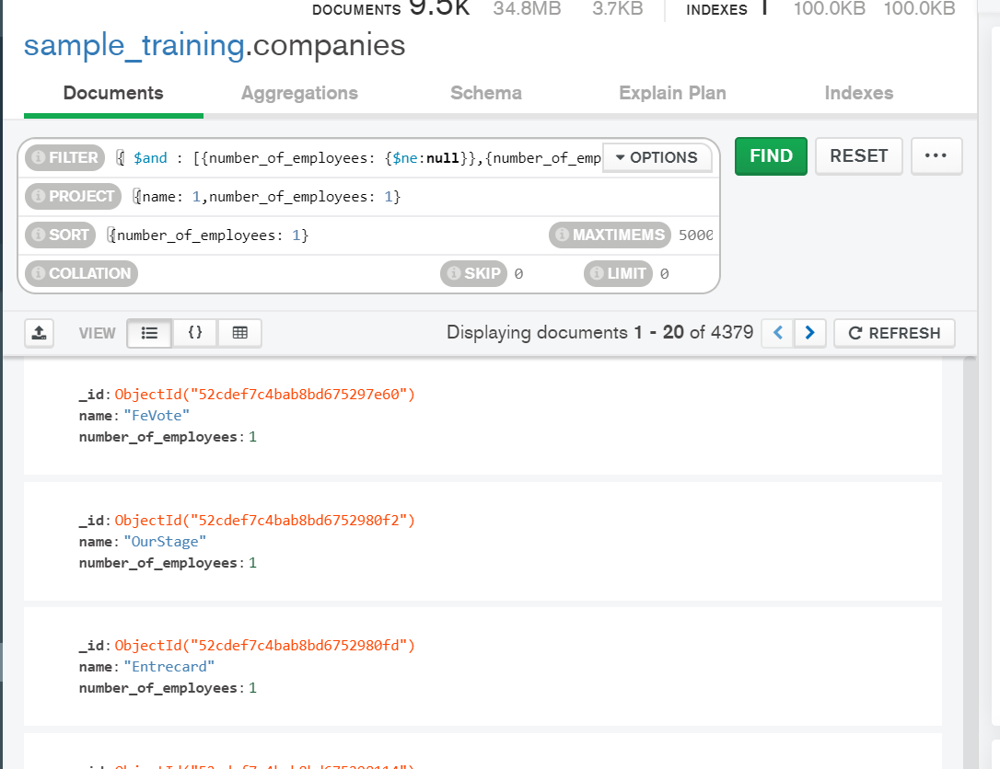 DOCUMENTS 9.5k 34.8MB 3.7KB INDEXES 1 100.0KB 100.0KB
sample_training.companies
Documents Aggregations Schema Explain Plan Indexes
FILTER { $and : [{number_of_employees: {$ne:null}},{number_of_emp OPTIONS FIND RESET ···
PROJECT {name: 1,number_of_employees: 1}
SORT {number_of_employees: 1} MAXTIMEMS 5000
COLLATION SKIP 0 LIMIT 0
VIEW {} Displaying documents 1 - 20 of 4379 < > REFRESH
_id: ObjectId("52cdef7c4bab8bd675297e60")
name: "FeVote"
number_of_employees: 1
_id: ObjectId("52cdef7c4bab8bd6752980f2")
name: "OurStage"
number_of_employees: 1
_id: ObjectId("52cdef7c4bab8bd6752980fd")
name: "Entrecard"
number_of_employees: 1